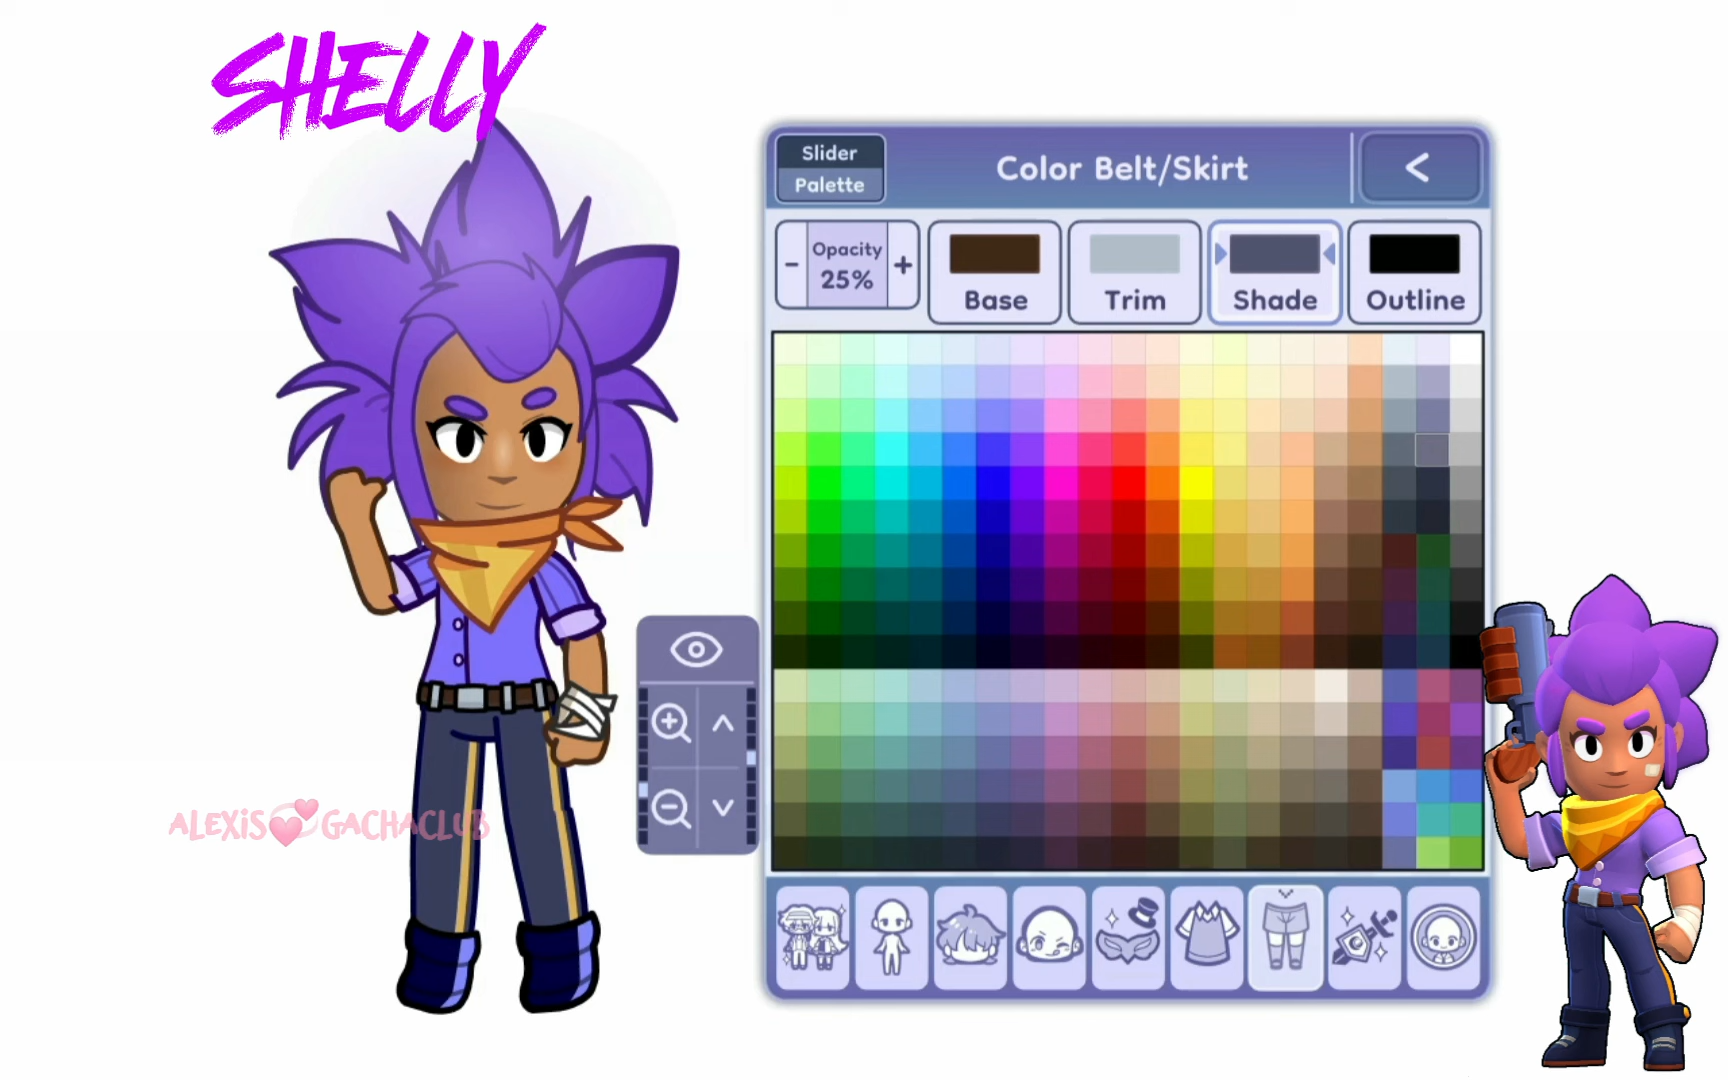 SHELLY
Slider
Palette
Color Belt/Skirt
<
- Opacity 25% +
Base
Trim
Shade
Outline
ALEXIS GACHACLUB